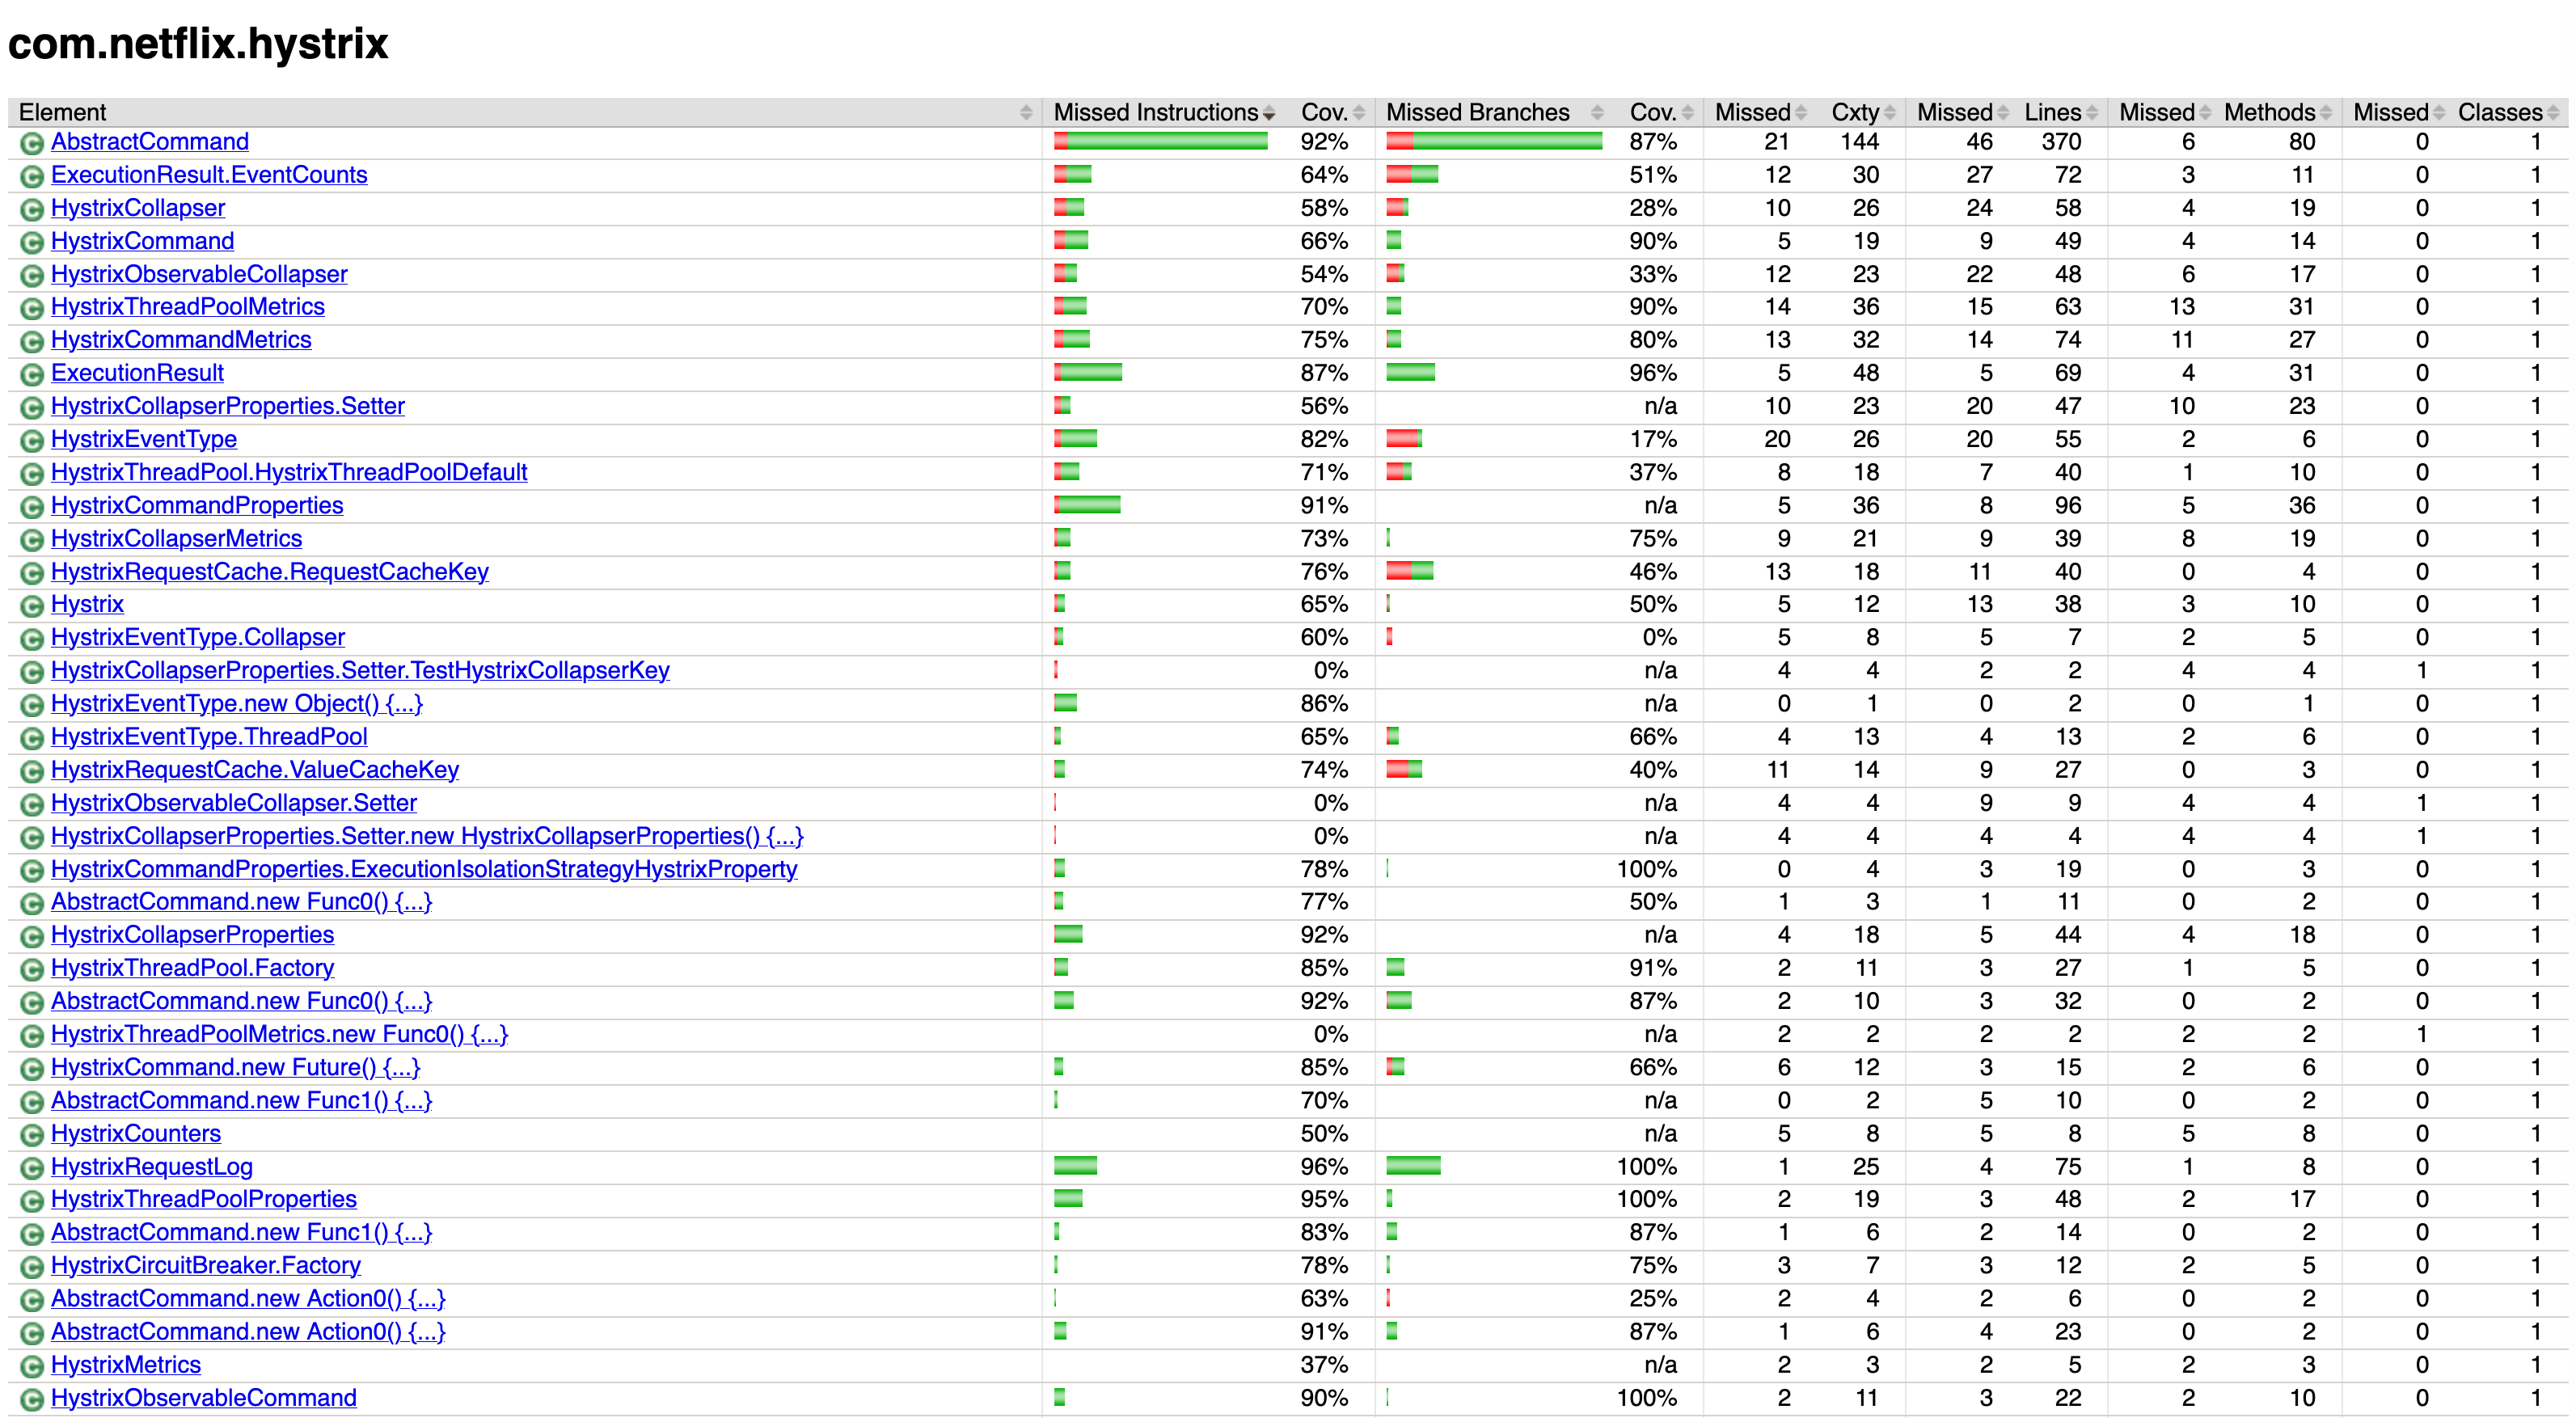 com.netflix.hystrix
Element Missed Instructions Cov. Missed Branches Cov. Missed Cxty Missed Lines Missed Methods Missed Classes
AbstractCommand 92% 87% 21 144 46 370 6 80 0 1
ExecutionResult.EventCounts 64% 51% 12 30 27 72 3 11 0 1
HystrixCollapser 58% 28% 10 26 24 58 4 19 0 1
HystrixCommand 66% 90% 5 19 9 49 4 14 0 1
HystrixObservableCollapser 54% 33% 12 23 22 48 6 17 0 1
HystrixThreadPoolMetrics 70% 90% 14 36 15 63 13 31 0 1
HystrixCommandMetrics 75% 80% 13 32 14 74 11 27 0 1
ExecutionResult 87% 96% 5 48 5 69 4 31 0 1
HystrixCollapserProperties.Setter 56% n/a 10 23 20 47 10 23 0 1
HystrixEventType 82% 17% 20 26 20 55 2 6 0 1
HystrixThreadPool.HystrixThreadPoolDefault 71% 37% 8 18 7 40 1 10 0 1
HystrixCommandProperties 91% n/a 5 36 8 96 5 36 0 1
HystrixCollapserMetrics 73% 75% 9 21 9 39 8 19 0 1
HystrixRequestCache.RequestCacheKey 76% 46% 13 18 11 40 0 4 0 1
Hystrix 65% 50% 5 12 13 38 3 10 0 1
HystrixEventType.Collapser 60% 0% 5 8 5 7 2 5 0 1
HystrixCollapserProperties.Setter.TestHystrixCollapserKey 0% n/a 4 4 2 2 4 4 1 1
HystrixEventType.new Object() {...} 86% n/a 0 1 0 2 0 1 0 1
HystrixEventType.ThreadPool 65% 66% 4 13 4 13 2 6 0 1
HystrixRequestCache.ValueCacheKey 74% 40% 11 14 9 27 0 3 0 1
HystrixObservableCollapser.Setter 0% n/a 4 4 9 9 4 4 1 1
HystrixCollapserProperties.Setter.new HystrixCollapserProperties() {...} 0% n/a 4 4 4 4 4 4 1 1
HystrixCommandProperties.ExecutionIsolationStrategyHystrixProperty 78% 100% 0 4 3 19 0 3 0 1
AbstractCommand.new Func0() {...} 77% 50% 1 3 1 11 0 2 0 1
HystrixCollapserProperties 92% n/a 4 18 5 44 4 18 0 1
HystrixThreadPool.Factory 85% 91% 2 11 3 27 1 5 0 1
AbstractCommand.new Func0() {...} 92% 87% 2 10 3 32 0 2 0 1
HystrixThreadPoolMetrics.new Func0() {...} 0% n/a 2 2 2 2 2 2 1 1
HystrixCommand.new Future() {...} 85% 66% 6 12 3 15 2 6 0 1
AbstractCommand.new Func1() {...} 70% n/a 0 2 5 10 0 2 0 1
HystrixCounters 50% n/a 5 8 5 8 5 8 0 1
HystrixRequestLog 96% 100% 1 25 4 75 1 8 0 1
HystrixThreadPoolProperties 95% 100% 2 19 3 48 2 17 0 1
AbstractCommand.new Func1() {...} 83% 87% 1 6 2 14 0 2 0 1
HystrixCircuitBreaker.Factory 78% 75% 3 7 3 12 2 5 0 1
AbstractCommand.new Action0() {...} 63% 25% 2 4 2 6 0 2 0 1
AbstractCommand.new Action0() {...} 91% 87% 1 6 4 23 0 2 0 1
HystrixMetrics 37% n/a 2 3 2 5 2 3 0 1
HystrixObservableCommand 90% 100% 2 11 3 22 2 10 0 1